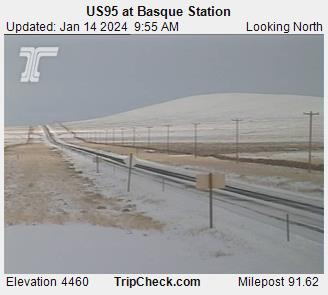 US95 at Basque Station
Updated: Jan 14 2024 9:55 AM Looking North
Elevation 4460 TripCheck.com Milepost 91.62